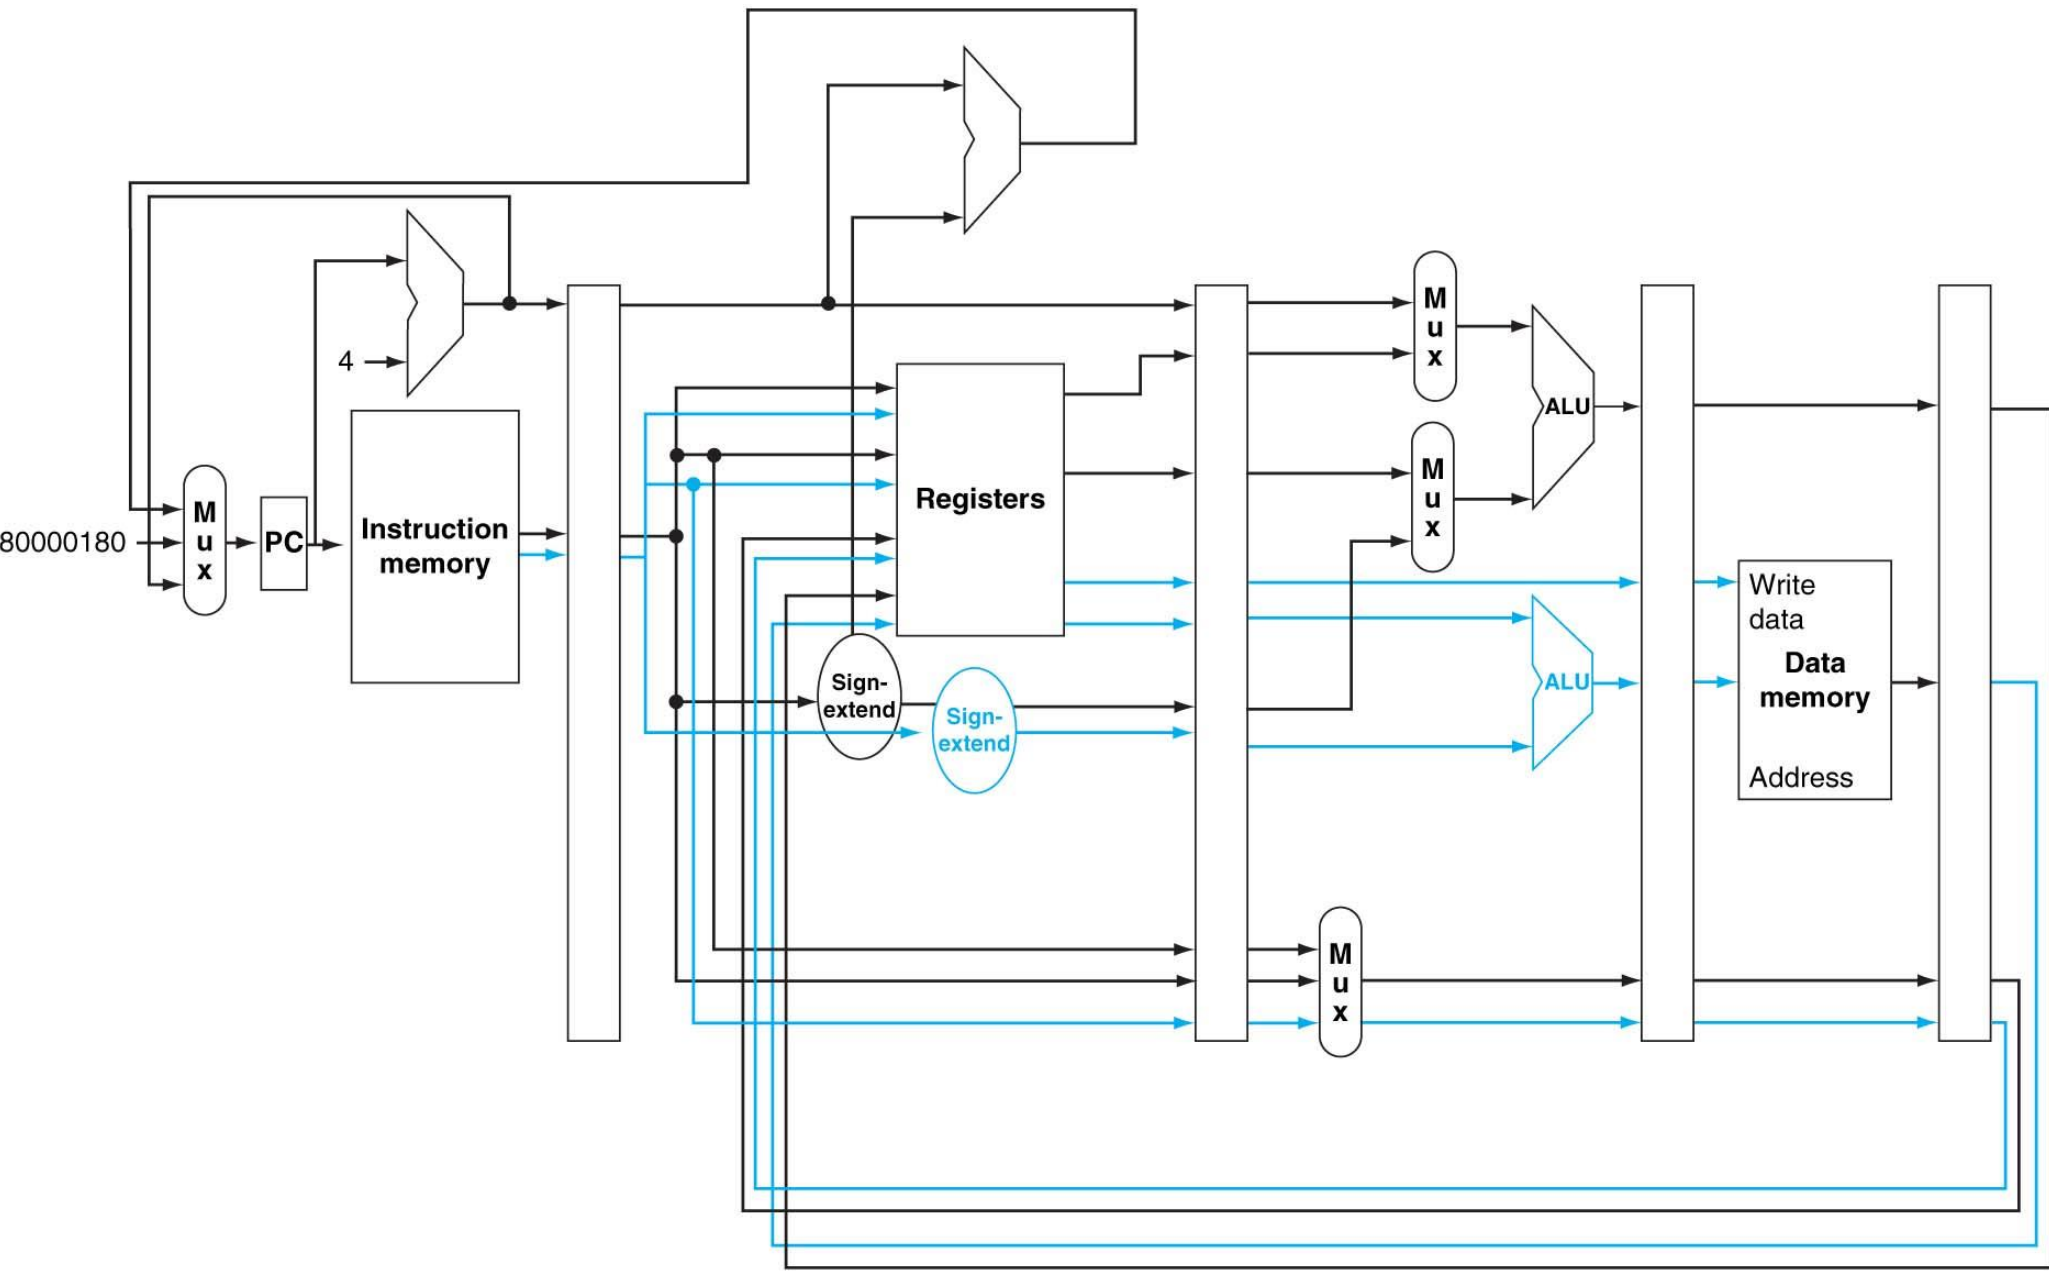 M
u
x
M
u
x
ALU
4
M
u
x
Registers
M
u
x
80000180
PC
Instruction
memory
Write
data
Data
memory
Address
Sign-
extend
Sign-
extend
ALU
M
u
x